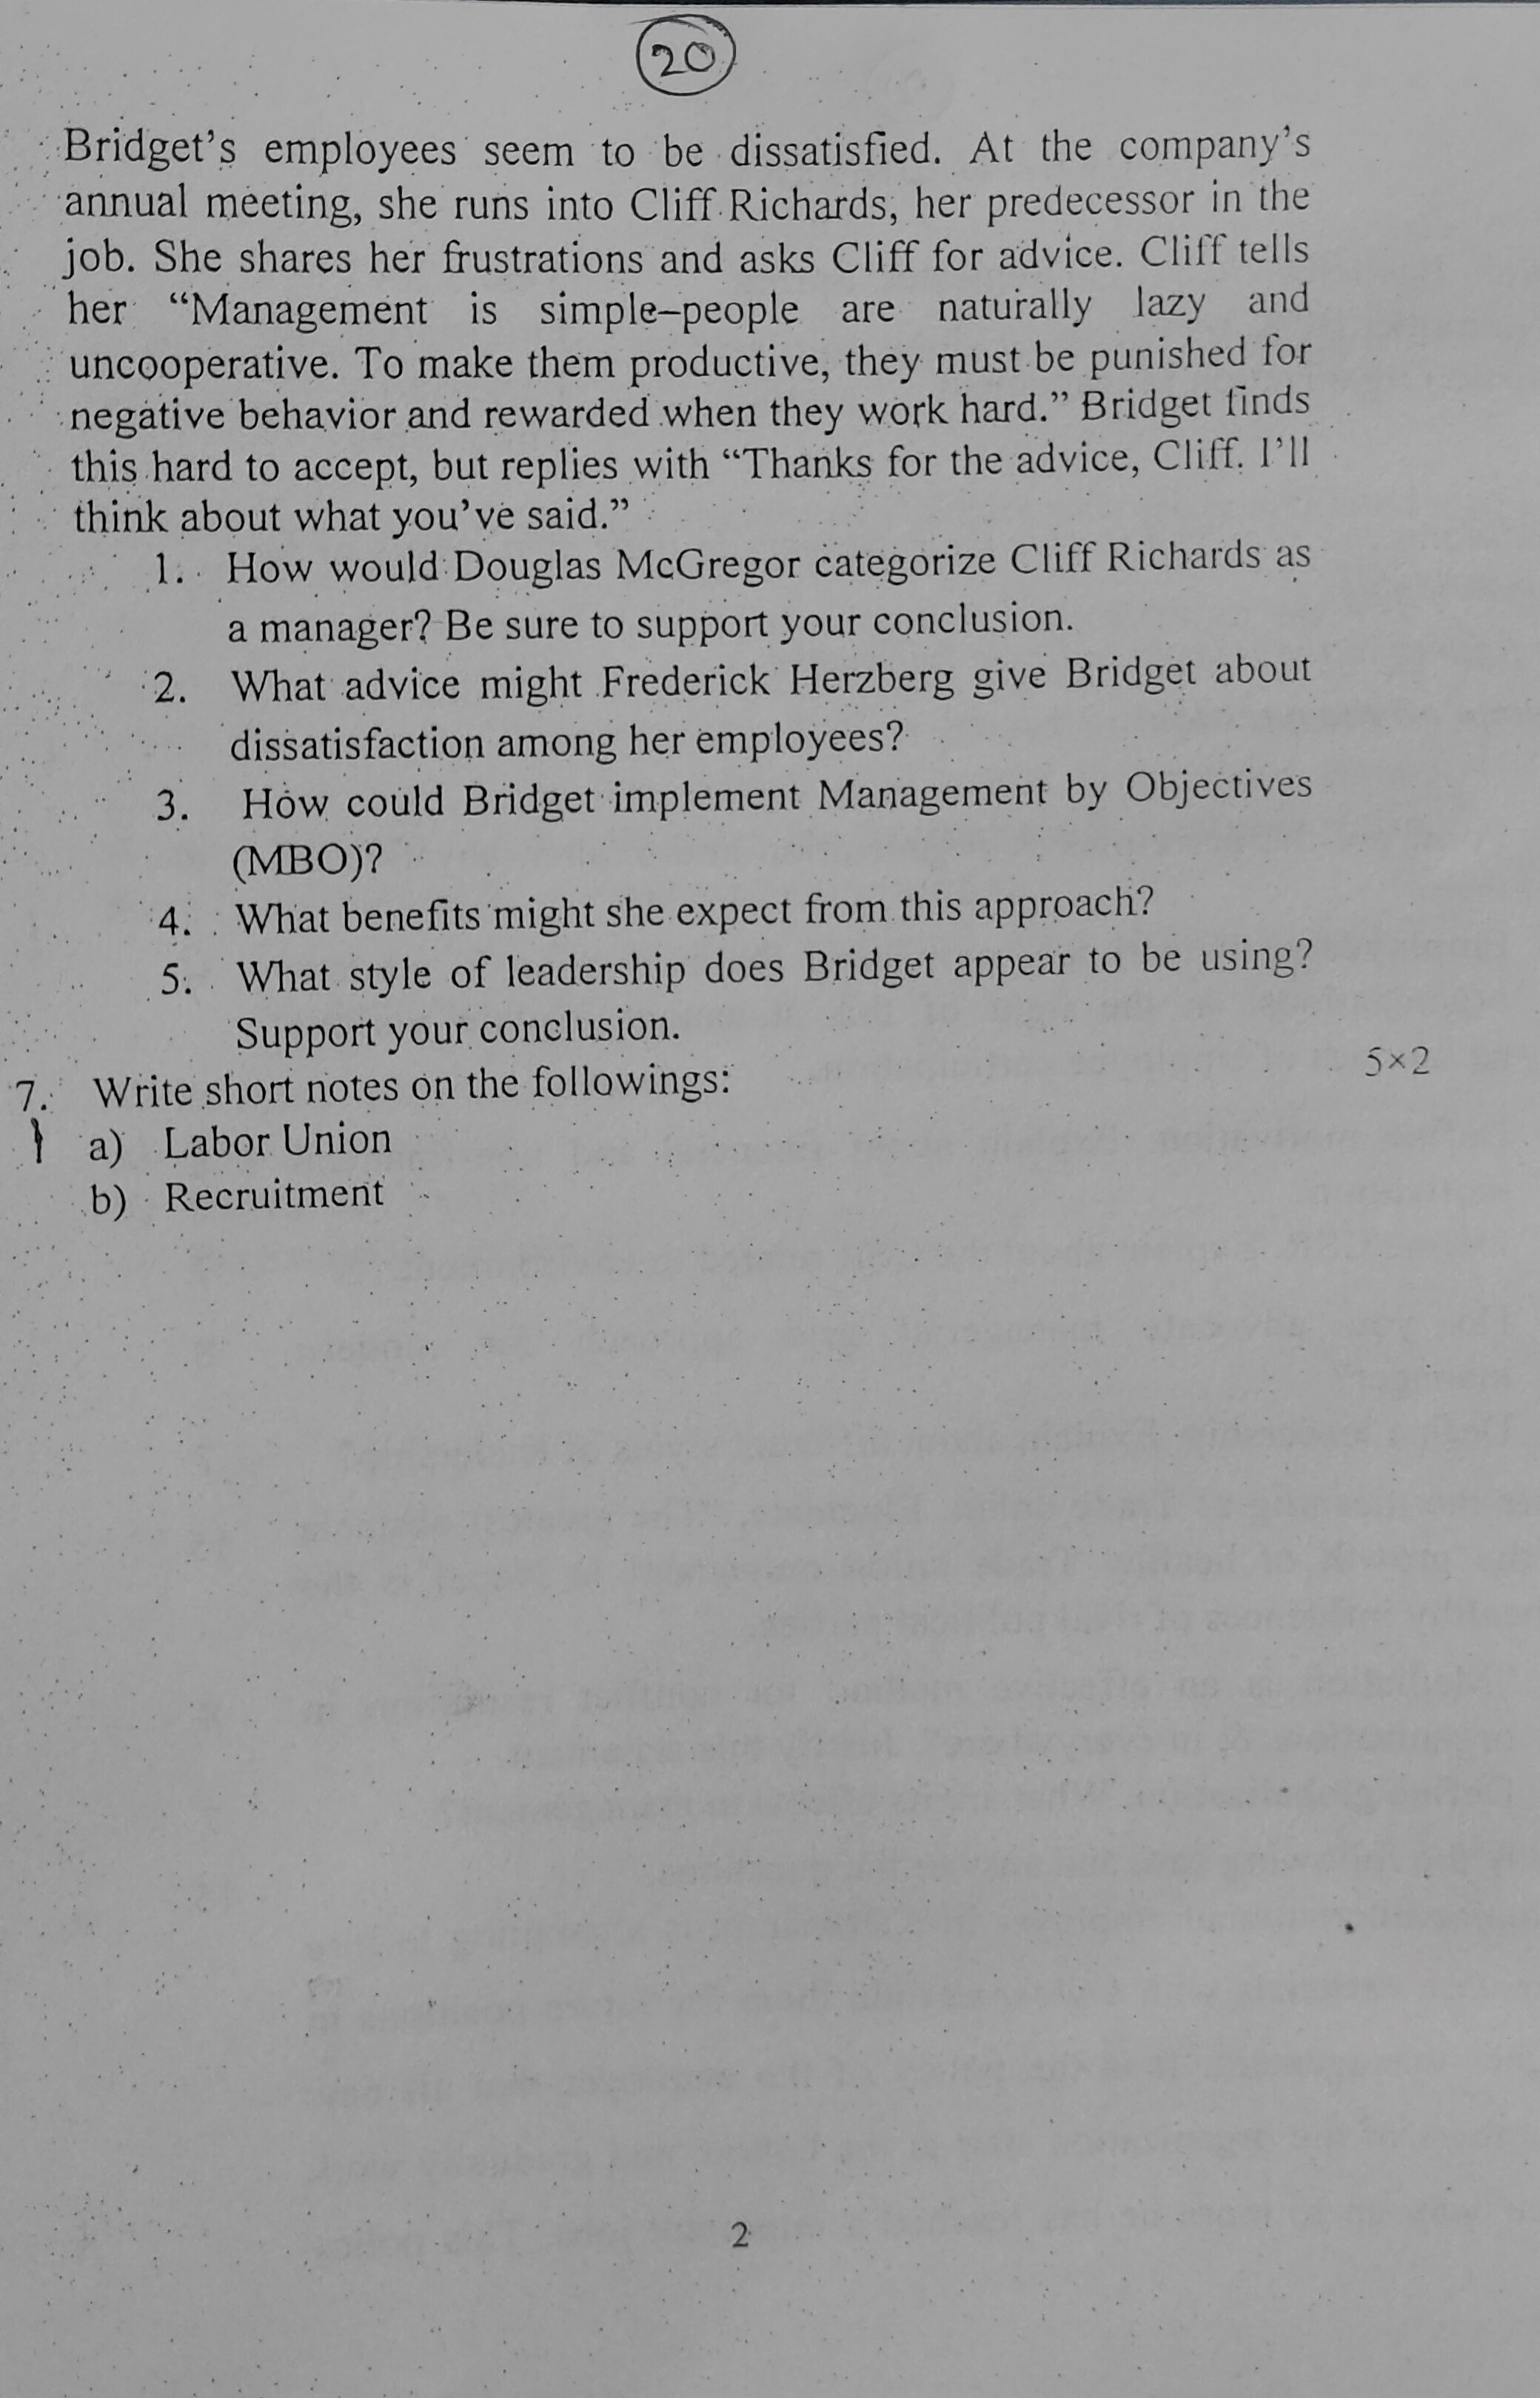 20
Bridget's employees seem to be dissatisfied. At the company's
annual meeting, she runs into Cliff Richards, her predecessor in the
job. She shares her frustrations and asks Cliff for advice. Cliff tells
her “Management is simple–people are naturally lazy and
uncooperative. To make them productive, they must be punished for
negative behavior and rewarded when they work hard.” Bridget finds
this hard to accept, but replies with “Thanks for the advice, Cliff. I'll
think about what you've said.”
1. How would Douglas McGregor categorize Cliff Richards as
a manager? Be sure to support your conclusion.
2. What advice might Frederick Herzberg give Bridget about
dissatisfaction among her employees?
3. How could Bridget implement Management by Objectives
(MBO)?
4. What benefits might she expect from this approach?
5. What style of leadership does Bridget appear to be using?
Support your conclusion.
7. Write short notes on the followings: 5×2
a) Labor Union
b) Recruitment
2